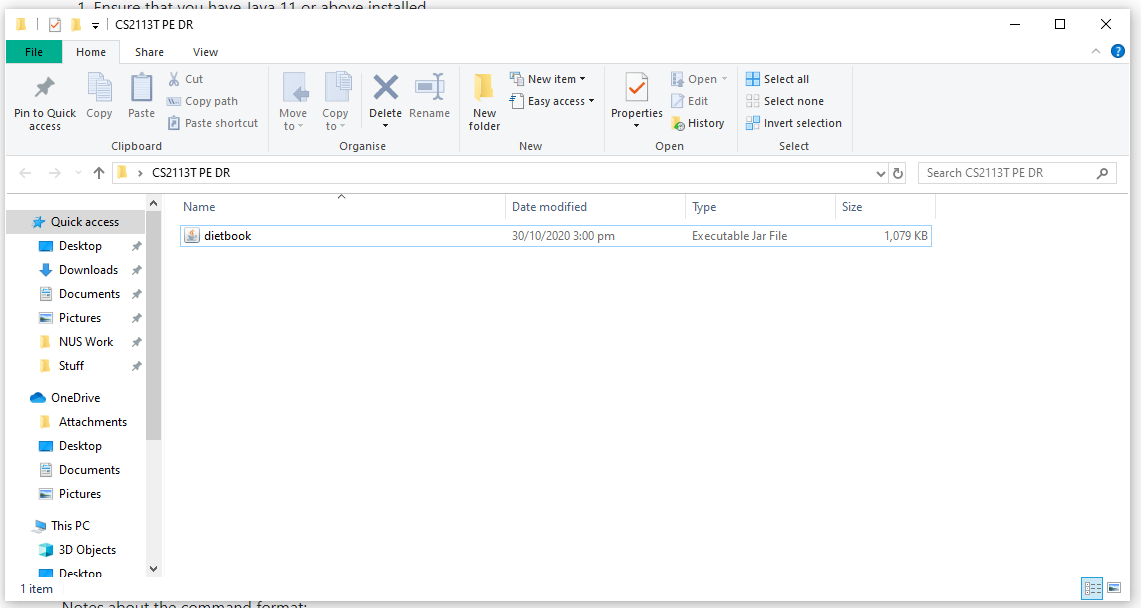 1. Ensure that you have Java 11 or above installed
CS2113T PE DR
File Home Share View
Pin to Quick access
Copy
Paste
Cut
Copy path
Paste shortcut
Clipboard
Move to
Copy to
Delete
Rename
Organise
New folder
New item
Easy access
New
Properties
Open
Edit
History
Open
Select all
Select none
Invert selection
Select
CS2113T PE DR
Search CS2113T PE DR
Quick access
Desktop
Downloads
Documents
Pictures
NUS Work
Stuff
OneDrive
Attachments
Desktop
Documents
Pictures
This PC
3D Objects
Desktop
Name Date modified Type Size
dietbook 30/10/2020 3:00 pm Executable Jar File 1,079 KB
1 item
Notes about the command format: